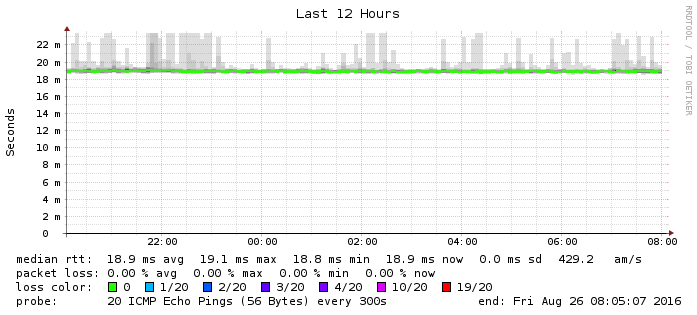 Last 12 Hours
RRDTOOL / TOBI OETIKER
Seconds
22 m
20 m
18 m
16 m
14 m
12 m
10 m
8 m
6 m
4 m
2 m
0
22:00 00:00 02:00 04:00 06:00 08:00
median rtt: 18.9 ms avg 19.1 ms max 18.8 ms min 18.9 ms now 0.0 ms sd 429.2 am/s
packet loss: 0.00 % avg 0.00 % max 0.00 % min 0.00 % now
loss color: 0 1/20 2/20 3/20 4/20 10/20 19/20
probe: 20 ICMP Echo Pings (56 Bytes) every 300s end: Fri Aug 26 08:05:07 2016